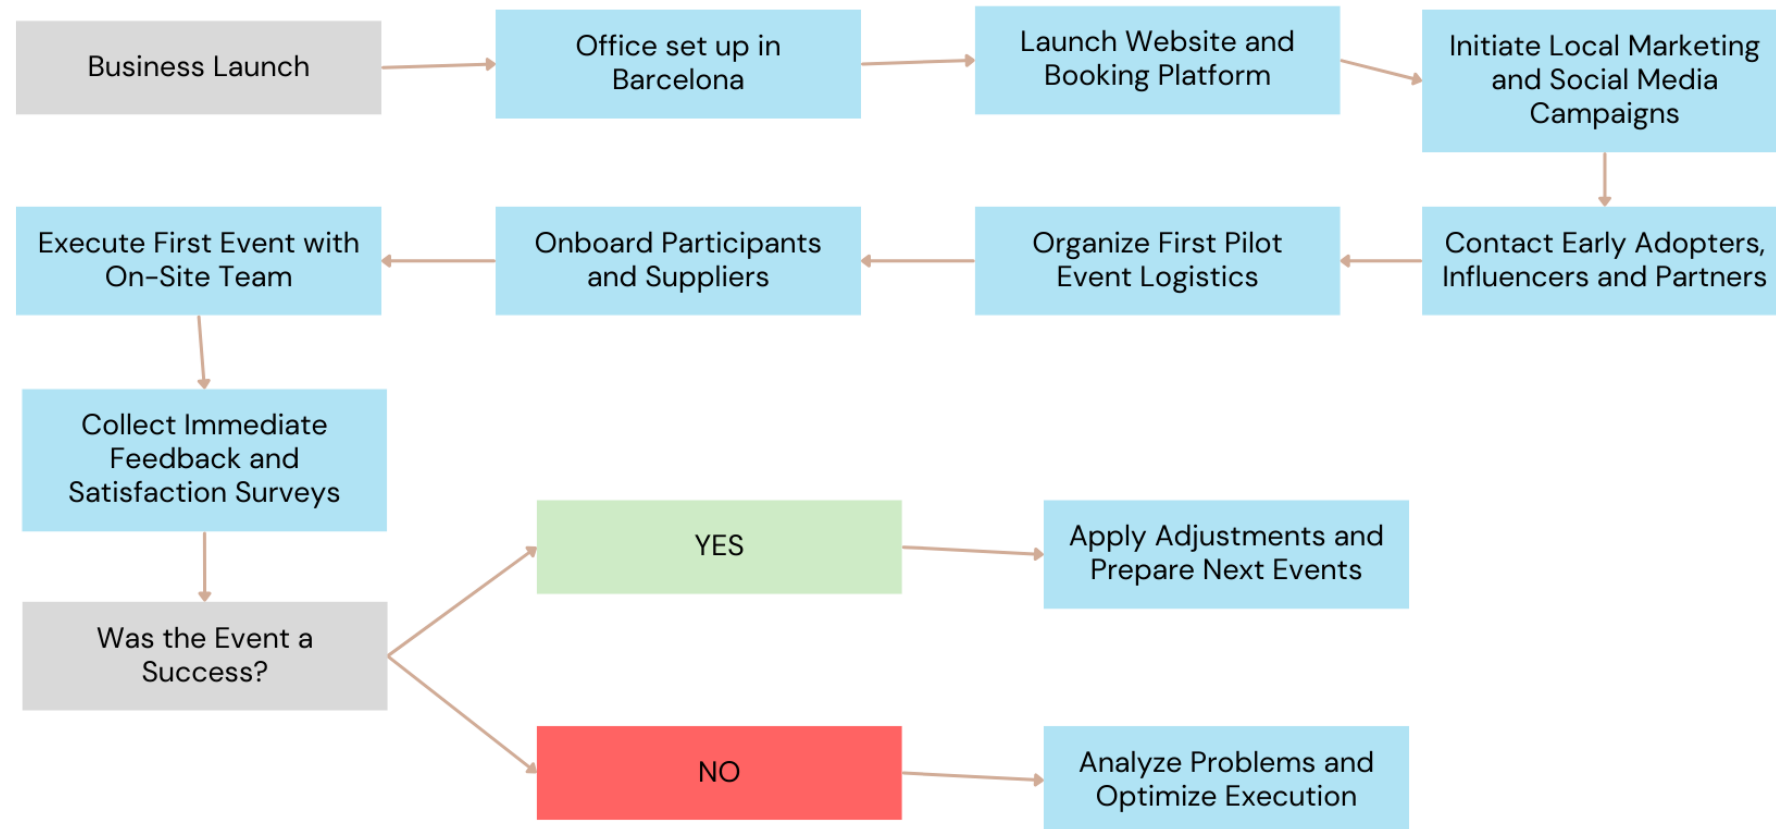 Business Launch
Office set up in
Barcelona
Launch Website and
Booking Platform
Initiate Local Marketing
and Social Media
Campaigns
Contact Early Adopters,
Influencers and Partners
Organize First Pilot
Event Logistics
Onboard Participants
and Suppliers
Execute First Event with
On-Site Team
Collect Immediate
Feedback and
Satisfaction Surveys
Was the Event a
Success?
YES
Apply Adjustments and
Prepare Next Events
NO
Analyze Problems and
Optimize Execution